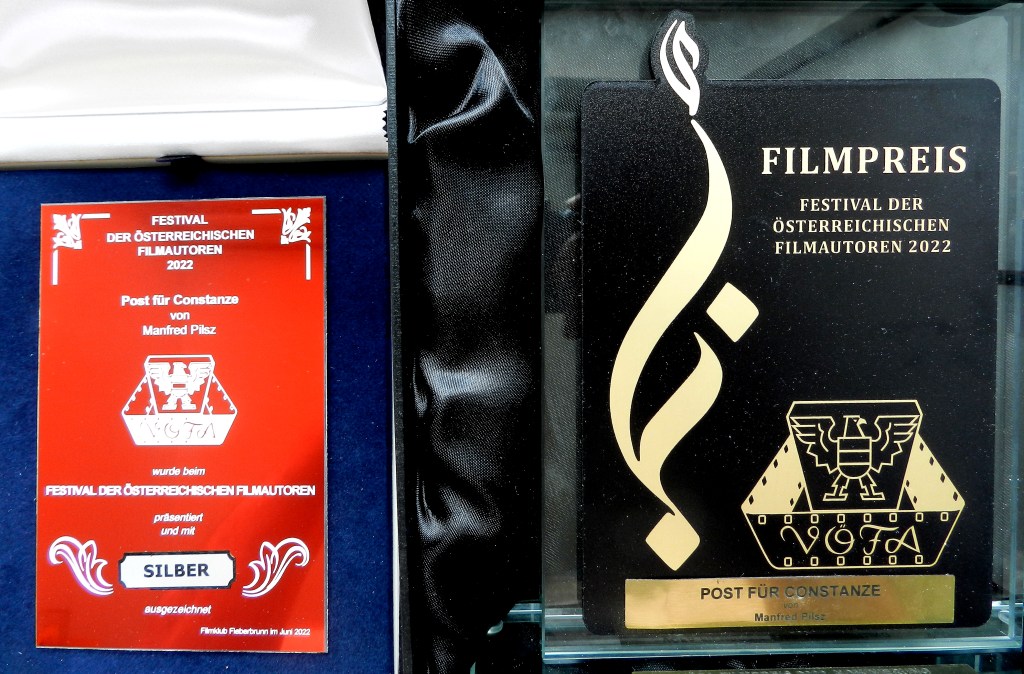 FESTIVAL
DER ÖSTERREICHISCHEN
FILMAUTOREN
2022
Post für Constanze
von
Manfred Pilsz
VÖFA
wurde beim
FESTIVAL DER ÖSTERREICHISCHEN FILMAUTOREN
präsentiert
und mit
SILBER
ausgezeichnet
Filmklub Fieberbrunn im Juni 2022
FILMPREIS
FESTIVAL DER
ÖSTERREICHISCHEN
FILMAUTOREN 2022
VÖFA
POST FÜR CONSTANZE
von
Manfred Pilsz